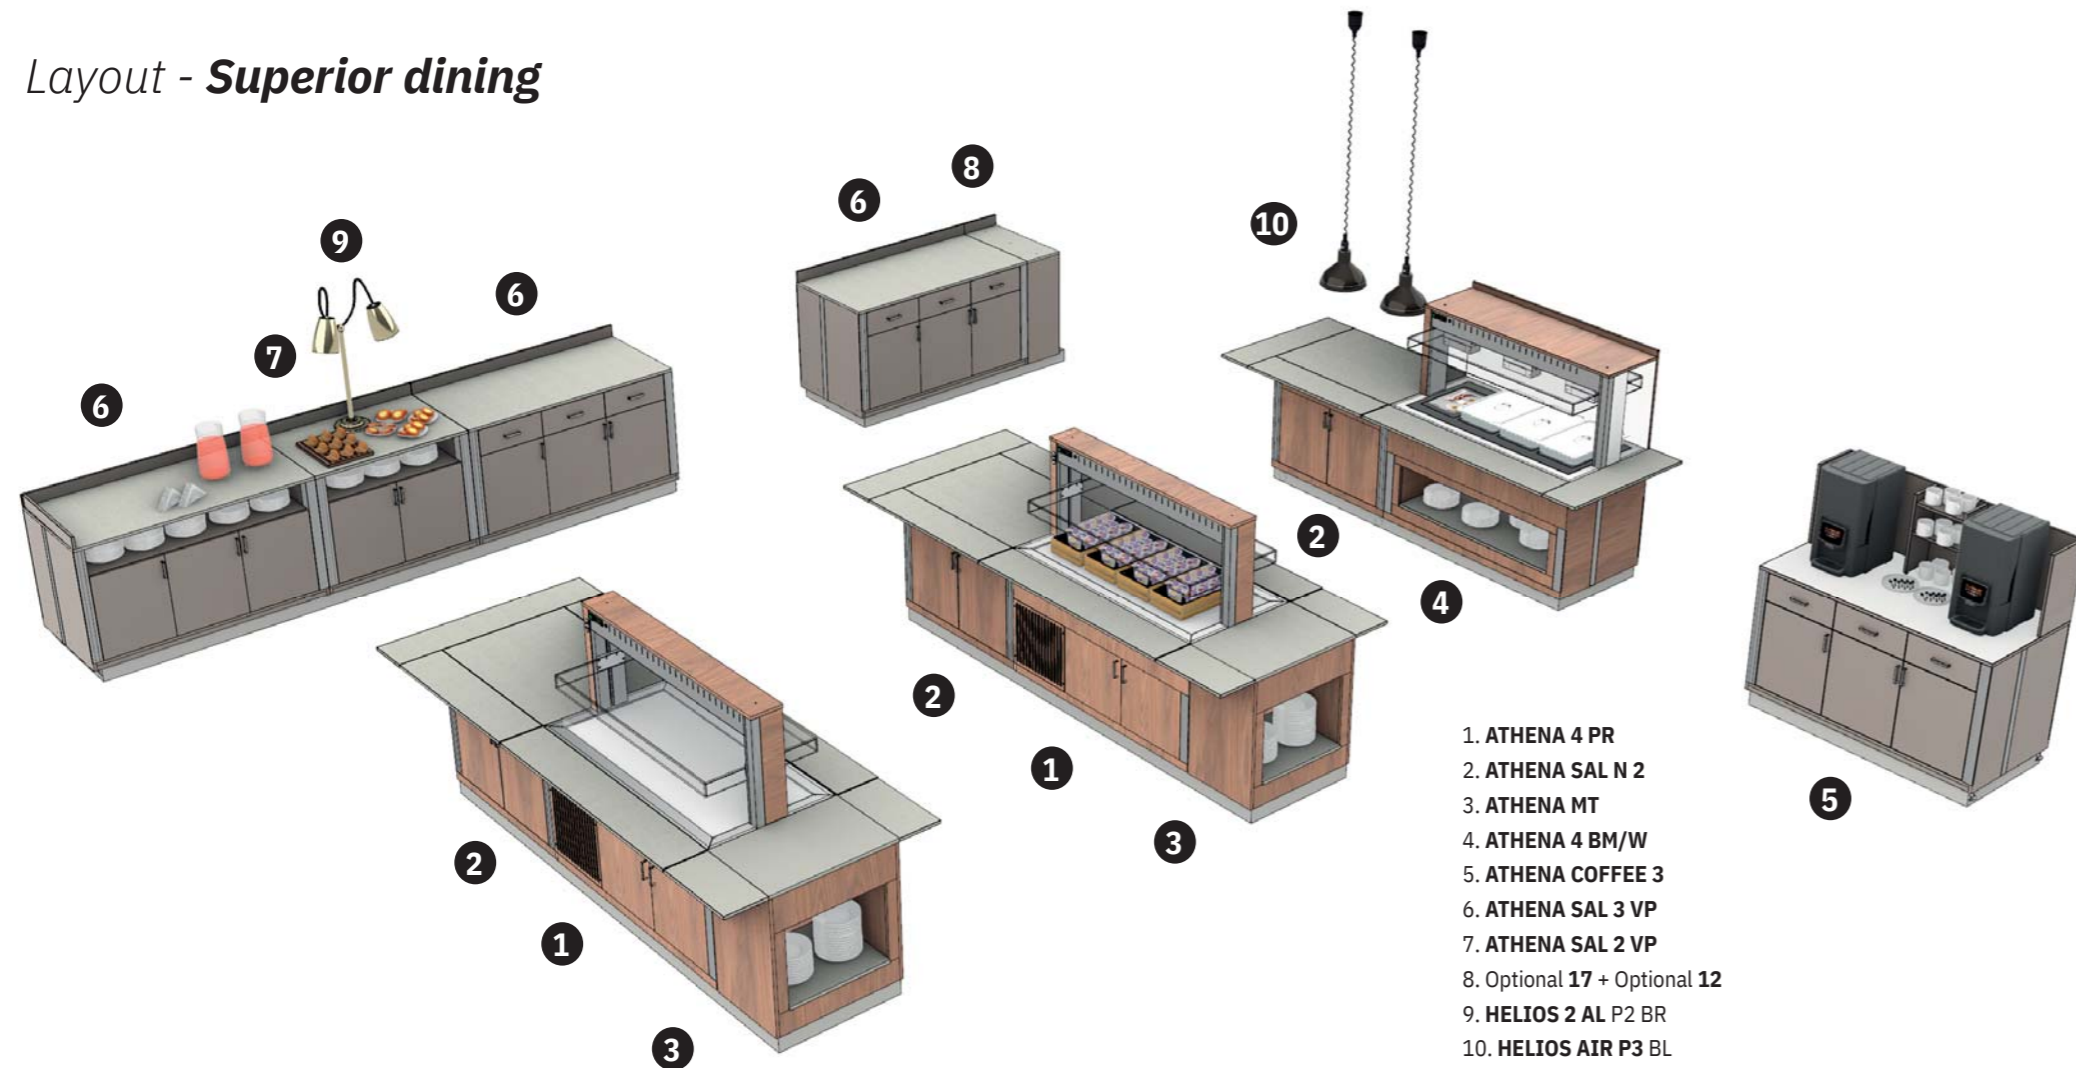 Layout - Superior dining
10
8
6
9
6
7
6
2
4
2
1
3
5
2
1
3
1. ATHENA 4 PR
2. ATHENA SAL N 2
3. ATHENA MT
4. ATHENA 4 BM/W
5. ATHENA COFFEE 3
6. ATHENA SAL 3 VP
7. ATHENA SAL 2 VP
8. Optional 17 + Optional 12
9. HELIOS 2 AL P2 BR
10. HELIOS AIR P3 BL